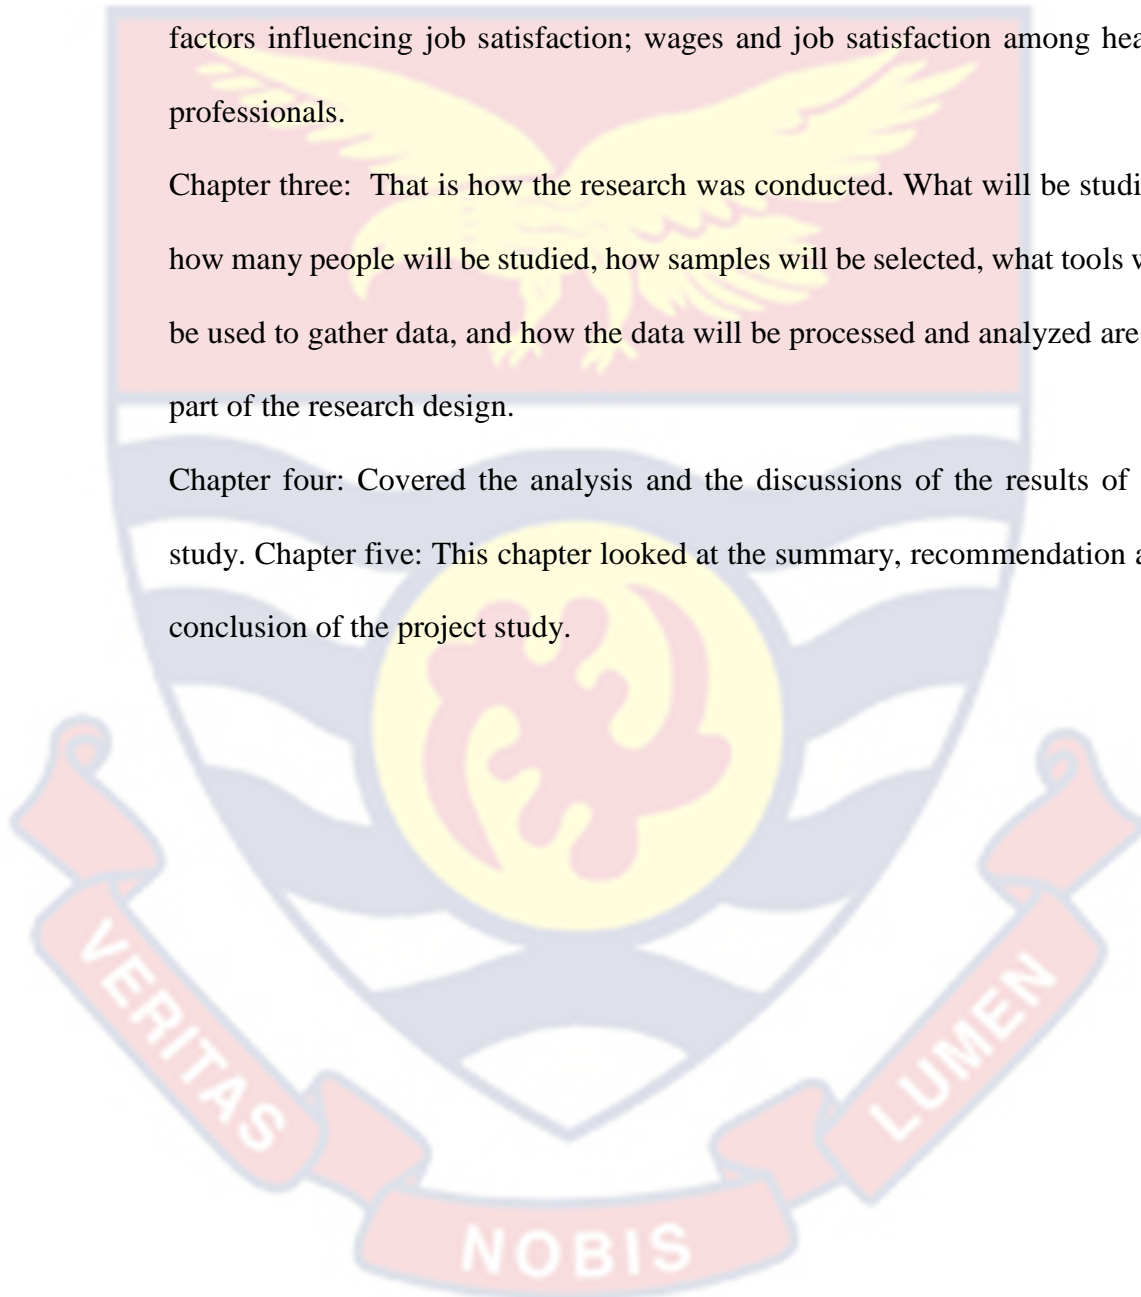 factors influencing job satisfaction; wages and job satisfaction among hea
professionals.
Chapter three: That is how the research was conducted. What will be studi
how many people will be studied, how samples will be selected, what tools w
be used to gather data, and how the data will be processed and analyzed are
part of the research design.
Chapter four: Covered the analysis and the discussions of the results of
study. Chapter five: This chapter looked at the summary, recommendation a
conclusion of the project study.
VERITAS
NOBIS
LUMEN